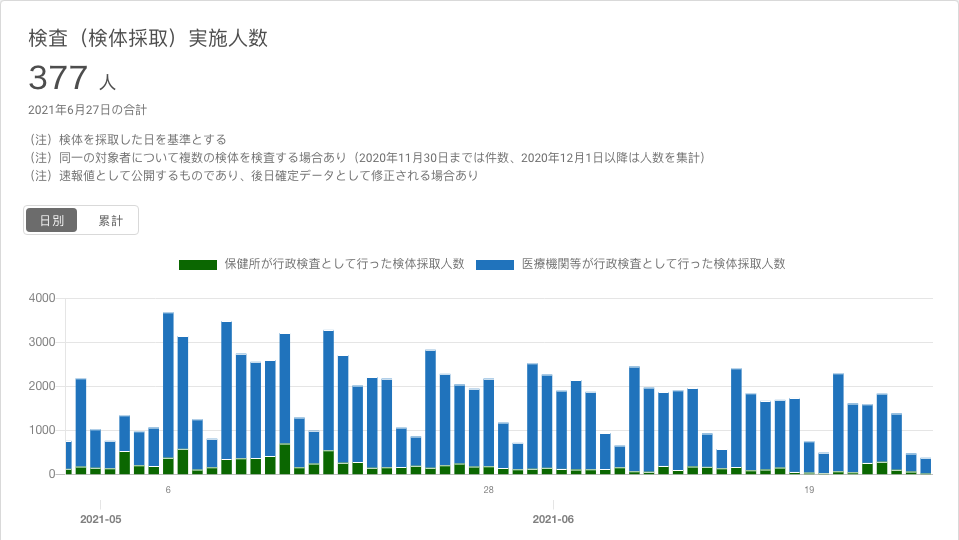 検査（検体採取）実施人数
377 人
2021年6月27日の合計
（注）検体を採取した日を基準とする
（注）同一の対象者について複数の検体を検査する場合あり（2020年11月30日までは件数、2020年12月1日以降は人数を集計）
（注）速報値として公開するものであり、後日確定データとして修正される場合あり
日別 累計
保健所が行政検査として行った検体採取人数 医療機関等が行政検査として行った検体採取人数
4000
3000
2000
1000
0
6 28 19
2021-05 2021-06